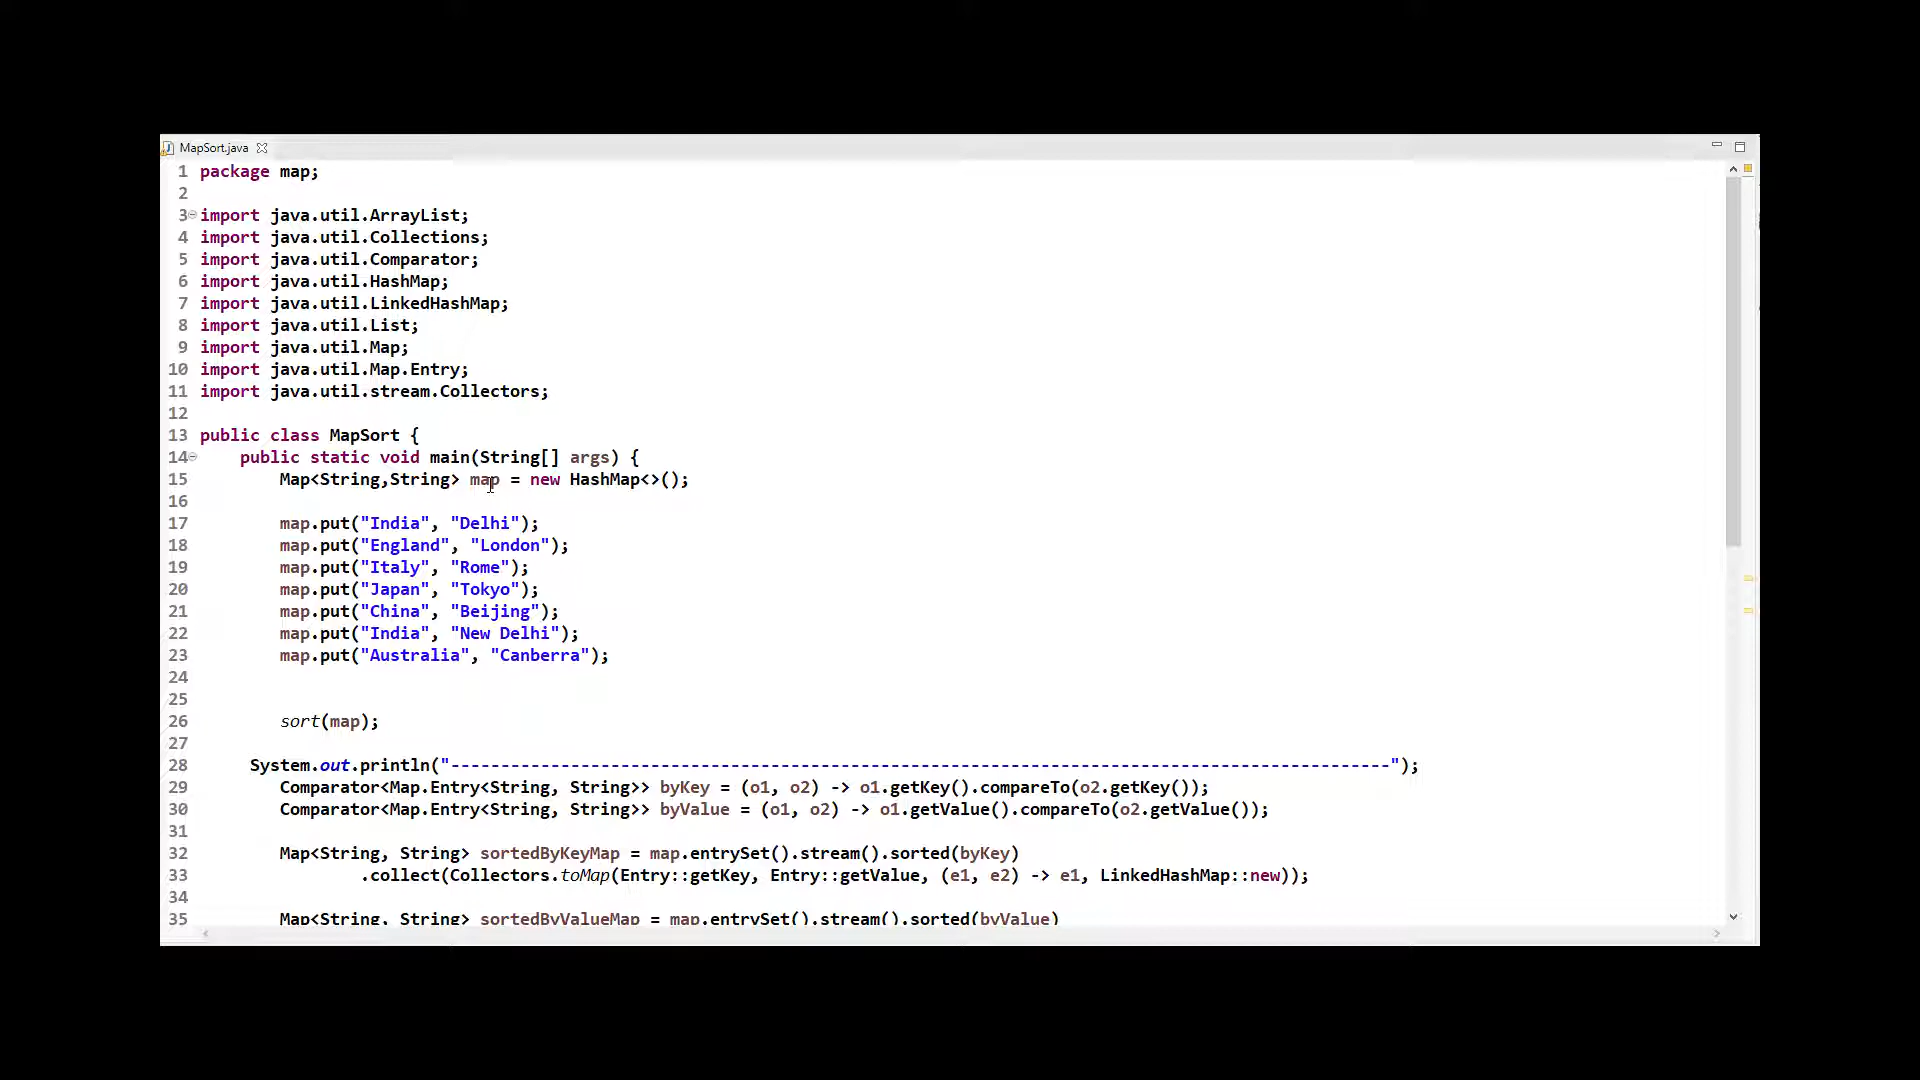 MapSort.java
1 package map;
2
3 import java.util.ArrayList;
4 import java.util.Collections;
5 import java.util.Comparator;
6 import java.util.HashMap;
7 import java.util.LinkedHashMap;
8 import java.util.List;
9 import java.util.Map;
10 import java.util.Map.Entry;
11 import java.util.stream.Collectors;
12
13 public class MapSort {
14 public static void main(String[] args) {
15 Map<String,String> map = new HashMap<>();
16
17 map.put("India", "Delhi");
18 map.put("England", "London");
19 map.put("Italy", "Rome");
20 map.put("Japan", "Tokyo");
21 map.put("China", "Beijing");
22 map.put("India", "New Delhi");
23 map.put("Australia", "Canberra");
24
25
26 sort(map);
27
28 System.out.println("----------------------------------------------------------------------------------------------");
29 Comparator<Map.Entry<String, String>> byKey = (o1, o2) -> o1.getKey().compareTo(o2.getKey());
30 Comparator<Map.Entry<String, String>> byValue = (o1, o2) -> o1.getValue().compareTo(o2.getValue());
31
32 Map<String, String> sortedByKeyMap = map.entrySet().stream().sorted(byKey)
33 .collect(Collectors.toMap(Entry::getKey, Entry::getValue, (e1, e2) -> e1, LinkedHashMap::new));
34
35 Map<String, String> sortedByValueMap = map.entrySet().stream().sorted(byValue)